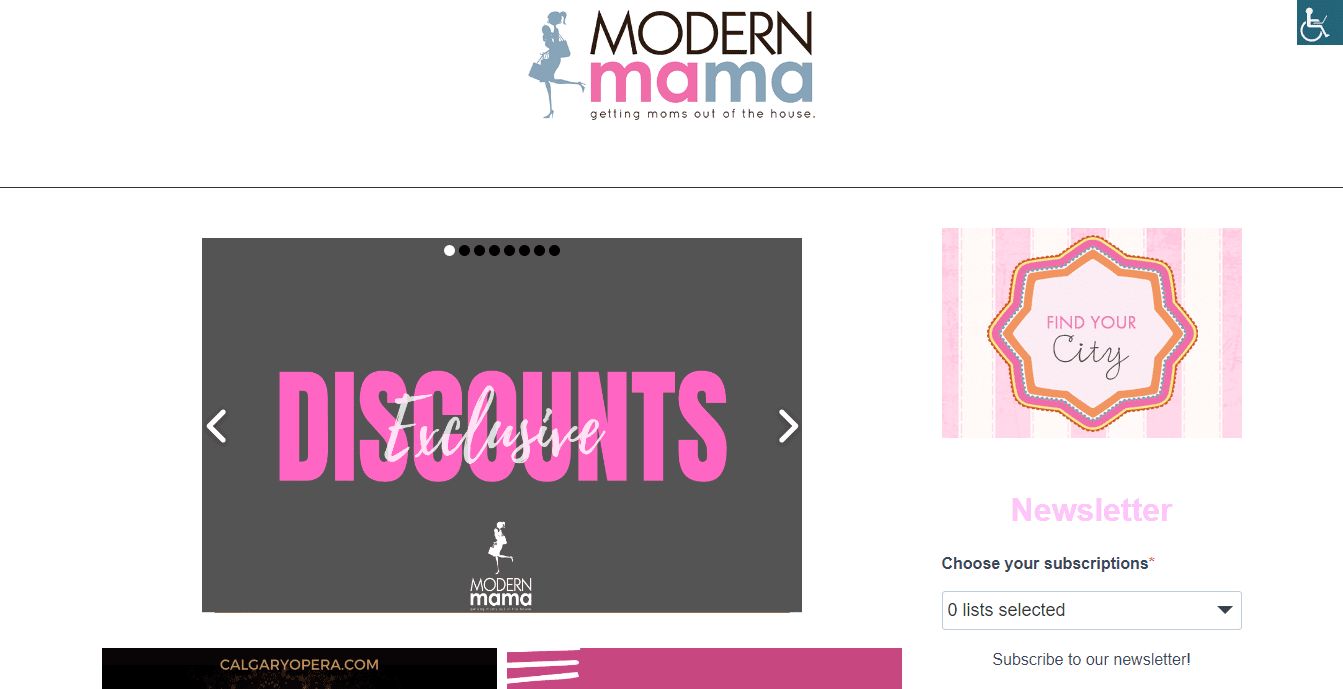 MODERN
mama
getting moms out of the house.
DISCOUNTS
Exclusive
MODERN
mama
FIND YOUR
City
Newsletter
Choose your subscriptions*
0 lists selected
Subscribe to our newsletter!
CALGARYOPERA.COM